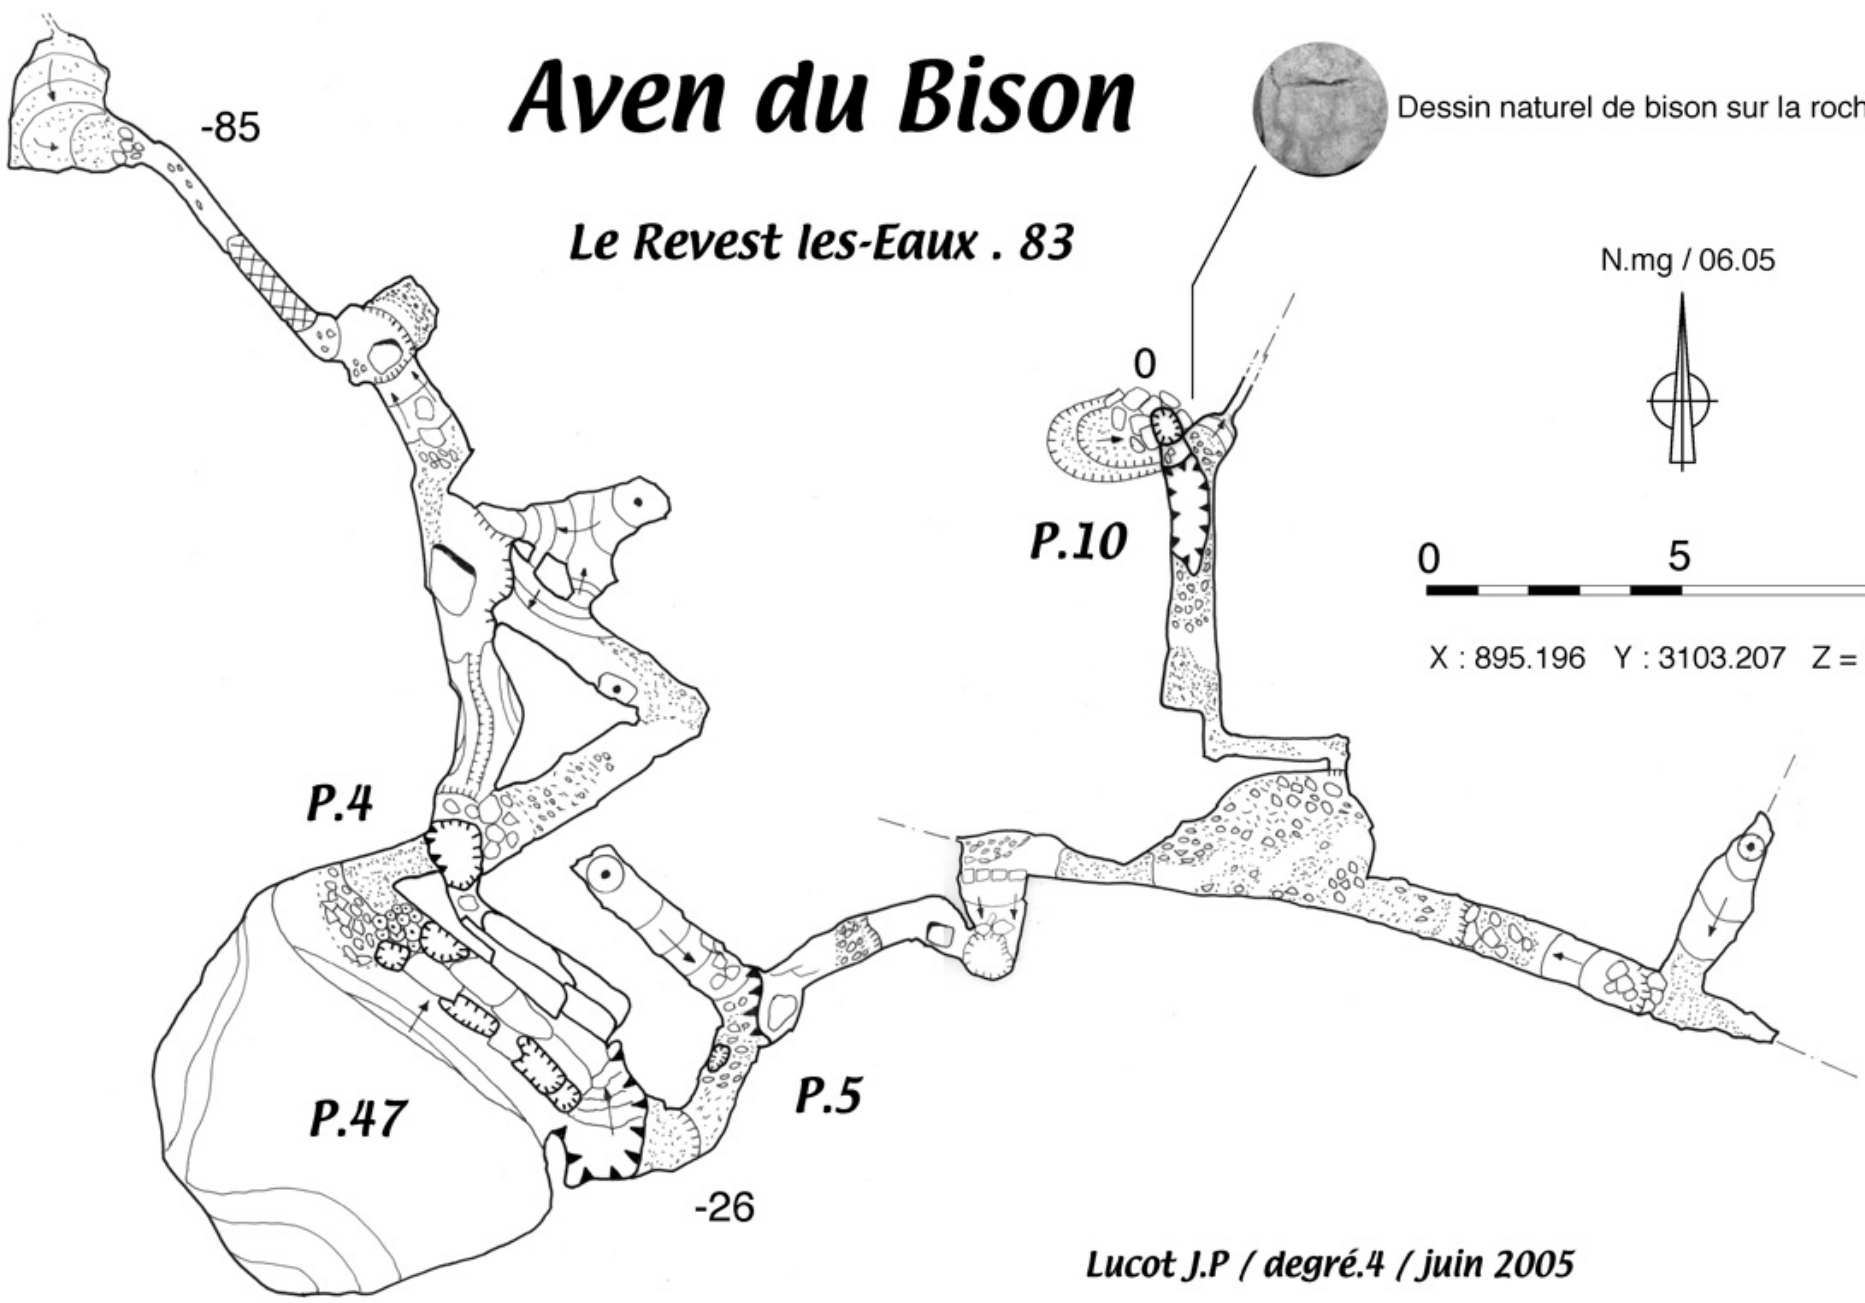 Aven du Bison
Dessin naturel de bison sur la roch
-85
Le Revest les-Eaux . 83
N.mg / 06.05
0
P.10
0 5
X : 895.196 Y : 3103.207 Z =
P.4
P.5
P.47
-26
Lucot J.P / degré.4 / juin 2005